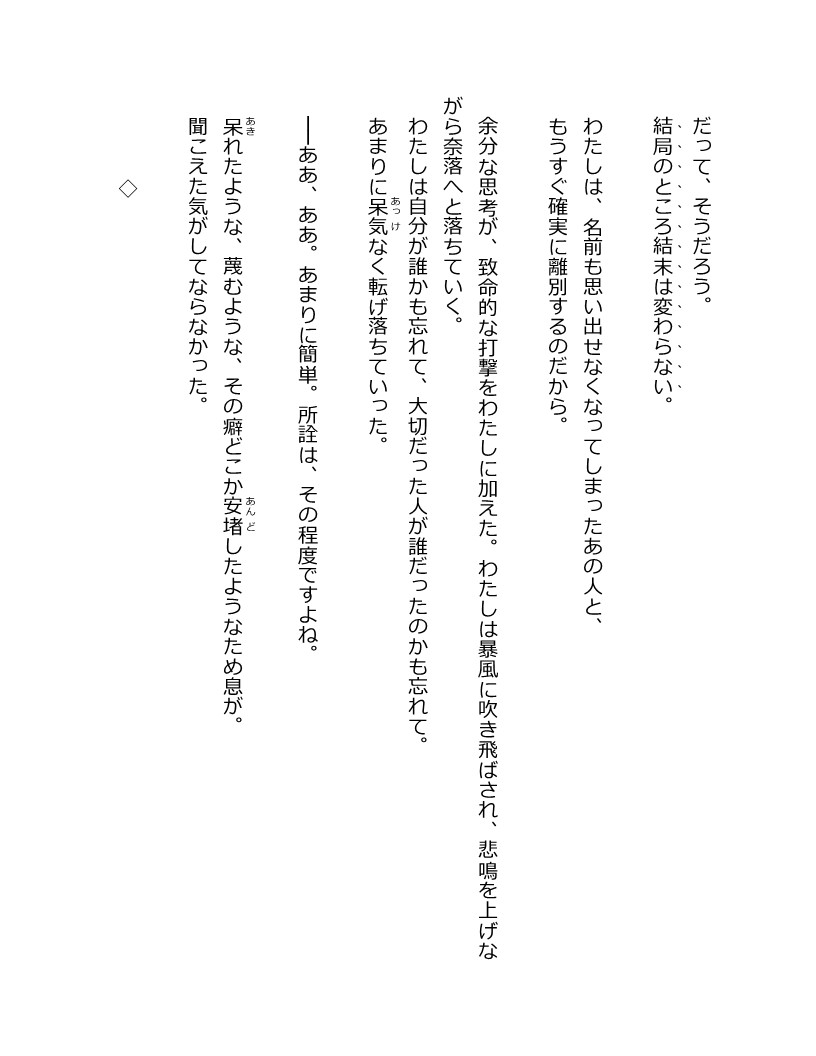 だって、そうだろう。
結局のところ結末は変わらない。
わたしは、名前も思い出せなくなってしまったあの人と、
もうすぐ確実に離別するのだから。
余分な思考が、致命的な打撃をわたしに加えた。わたしは暴風に吹き飛ばされ、悲鳴を上げな
がら奈落へと落ちていく。
わたしは自分が誰かも忘れて、大切だった人が誰だったのかも忘れて。
あまりに呆気なく転げ落ちていった。
あっけ
――ああ、ああ。あまりに簡単。所詮は、その程度ですよね。
呆れたような、蔑むような、その癖どこか安堵したようなため息が。
あき
あんど
聞こえた気がしてならなかった。
◇